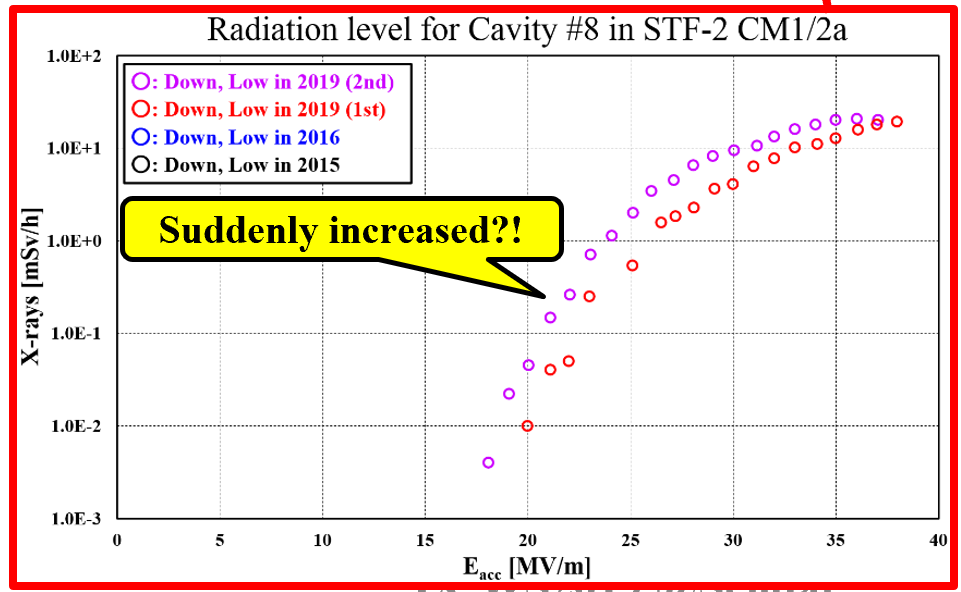 Radiation level for Cavity #8 in STF-2 CM1/2a
1.0E+2
1.0E+1
1.0E+0
1.0E-1
1.0E-2
1.0E-3
X-rays [mSv/h]
○: Down, Low in 2019 (2nd)
○: Down, Low in 2019 (1st)
○: Down, Low in 2016
○: Down, Low in 2015
Suddenly increased?!
0 5 10 15 20 25 30 35 40
Eacc [MV/m]